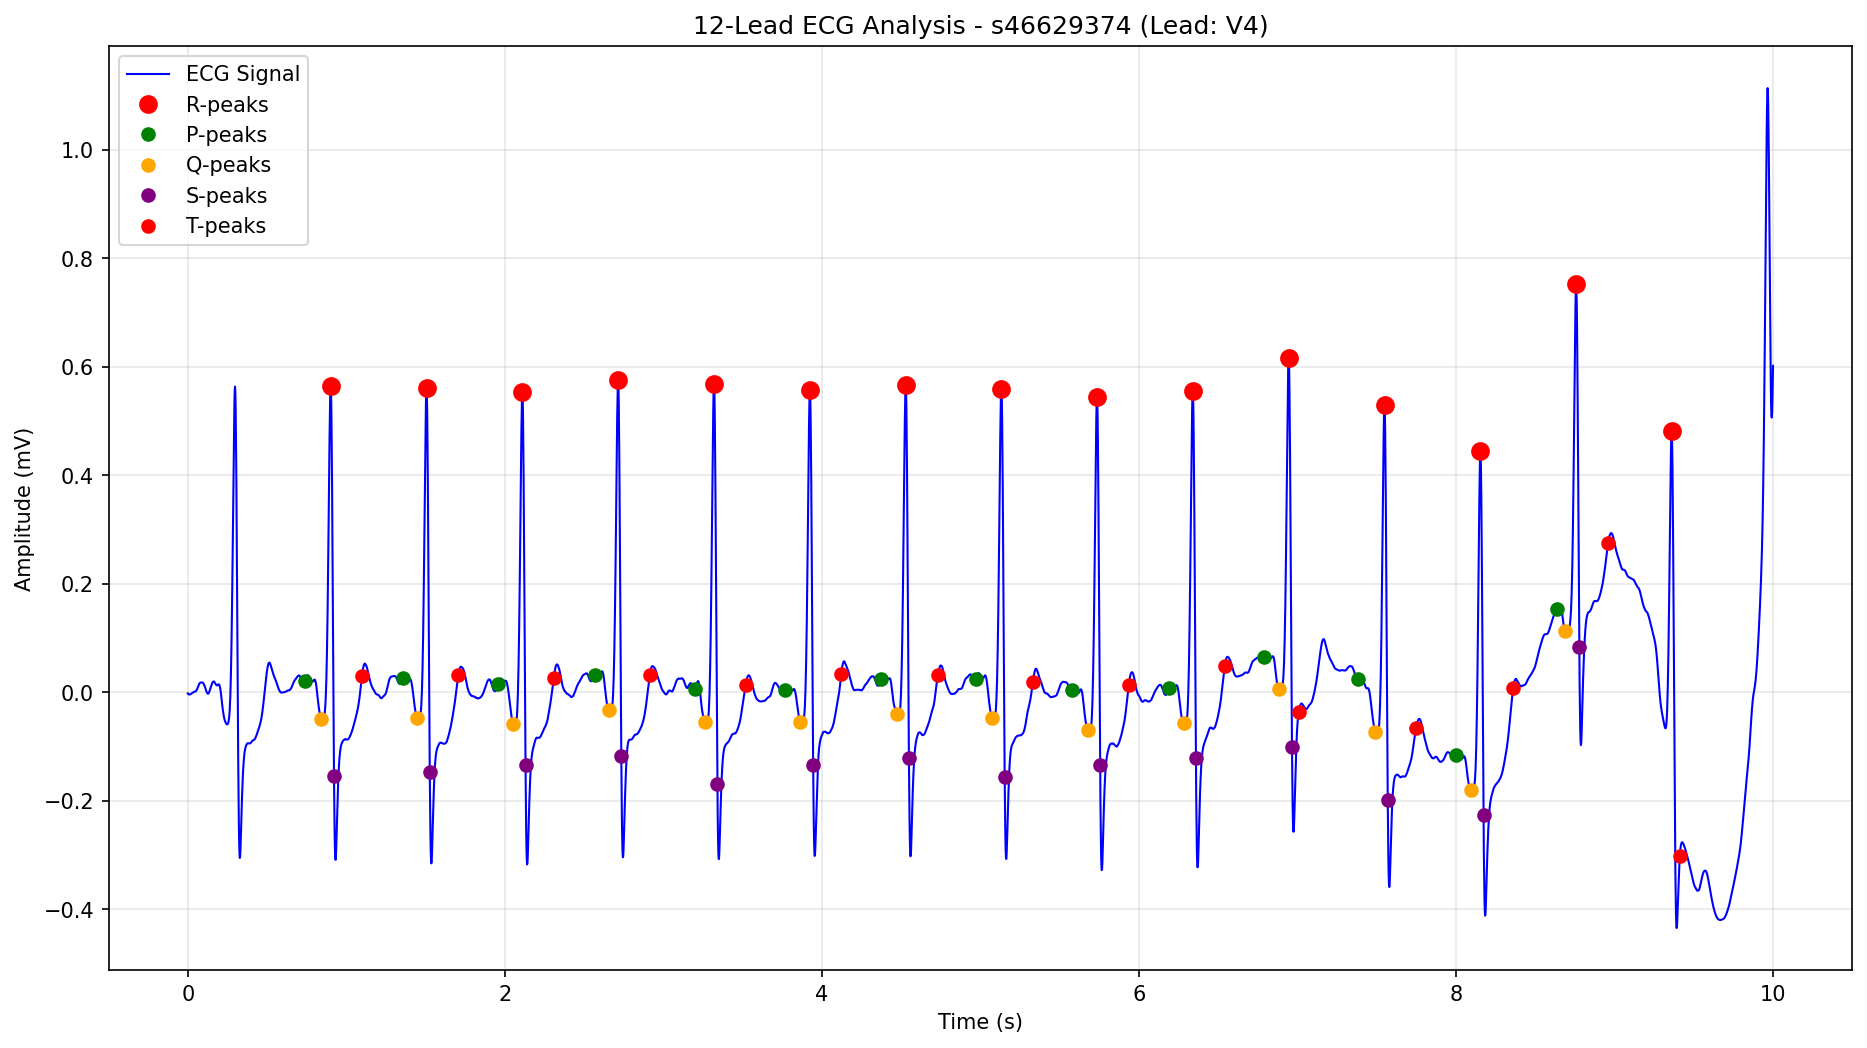 12-Lead ECG Analysis - s46629374 (Lead: V4)
ECG Signal
R-peaks
P-peaks
Q-peaks
S-peaks
T-peaks
Amplitude (mV)
1.0
0.8
0.6
0.4
0.2
0.0
−0.2
−0.4
0 2 4 6 8 10
Time (s)